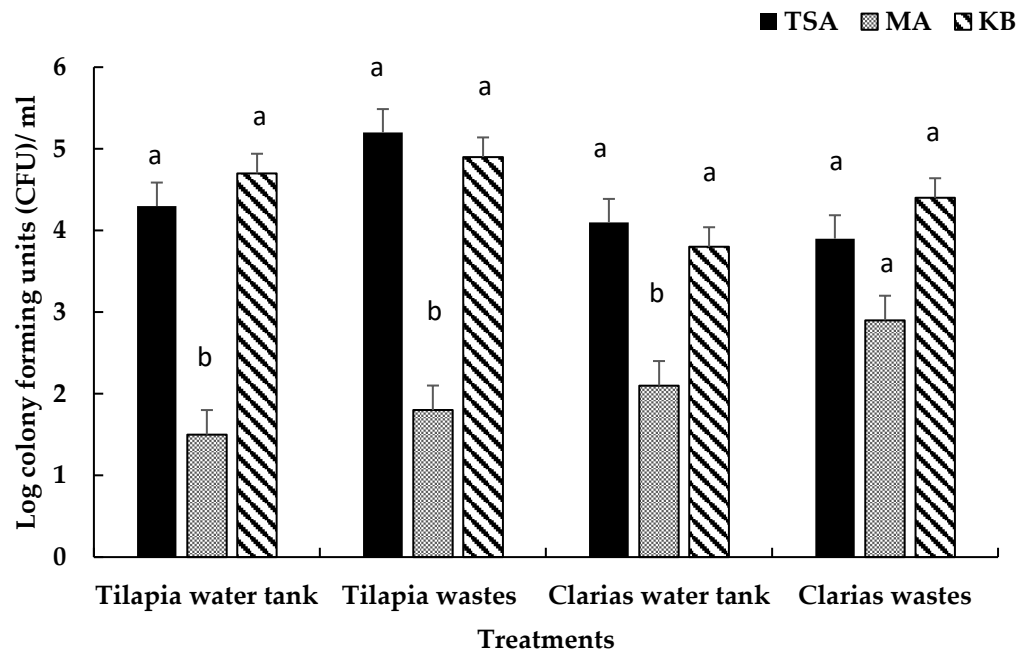 TSA MA KB
Log colony forming units (CFU)/ ml
6
5
4
3
2
1
0
a b a a b a a b a a a a
Tilapia water tank Tilapia wastes Clarias water tank Clarias wastes
Treatments